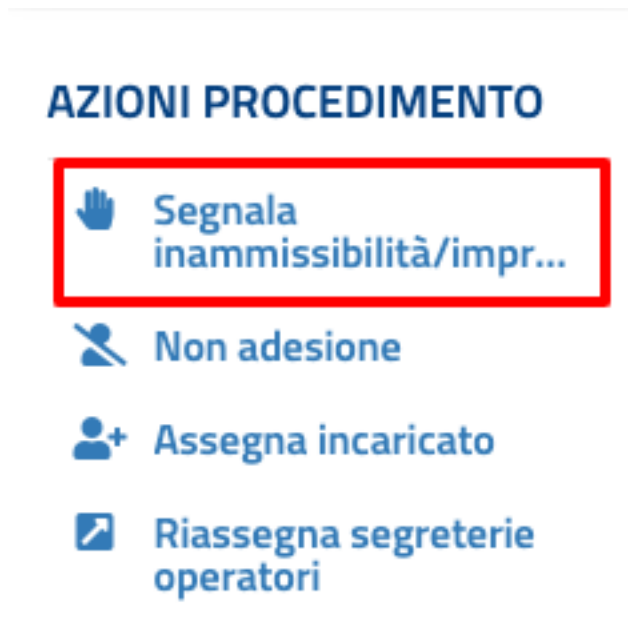 AZIONI PROCEDIMENTO
Segnala
inammissibilità/impr...
Non adesione
Assegna incaricato
Riassegna segreterie
operatori